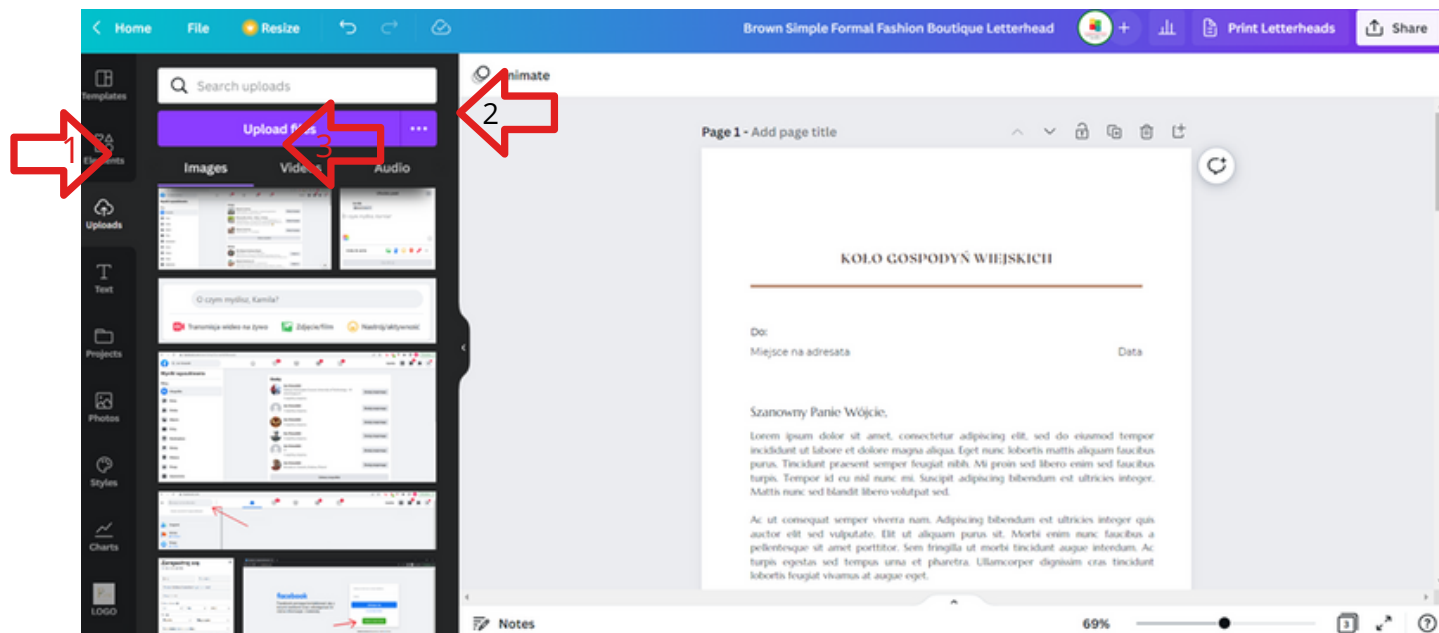 Home File Resize Brown Simple Formal Fashion Boutique Letterhead + Print Letterheads Share
Templates
Elements
Uploads
Text
Projects
Photos
Styles
Charts
LOGO
1
2
3
Search uploads
Upload files
Images Videos Audio
O czym myślisz, Kamila?
Transmisja wideo na żywo Zdjęcie/film Nastrój/aktywność
Zarejestruj się
facebook
Animate
Page 1 - Add page title
KOŁO GOSPODYŃ WIEJSKICH
Do:
Miejsce na adresata Data
Szanowny Panie Wójcie,
Lorem ipsum dolor sit amet, consectetur adipiscing elit, sed do eiusmod tempor
incididunt ut labore et dolore magna aliqua. Eget nunc lobortis mattis aliquam faucibus
purus. Tincidunt praesent semper feugiat nibh. Mi proin sed libero enim sed faucibus
turpis. Tempor id eu nisl nunc mi. Suscipit adipiscing bibendum est ultricies integer.
Mattis nunc sed blandit libero volutpat sed.
Ac ut consequat semper viverra nam. Adipiscing bibendum est ultricies integer quis
auctor elit sed vulputate. Elit ut aliquam purus sit. Morbi enim nunc faucibus a
pellentesque sit amet porttitor. Sem fringilla ut morbi tincidunt augue interdum. Ac
turpis egestas sed tempus urna et pharetra. Ullamcorper dignissim cras tincidunt
lobortis feugiat vivamus at augue eget.
Notes 69% 3 ?